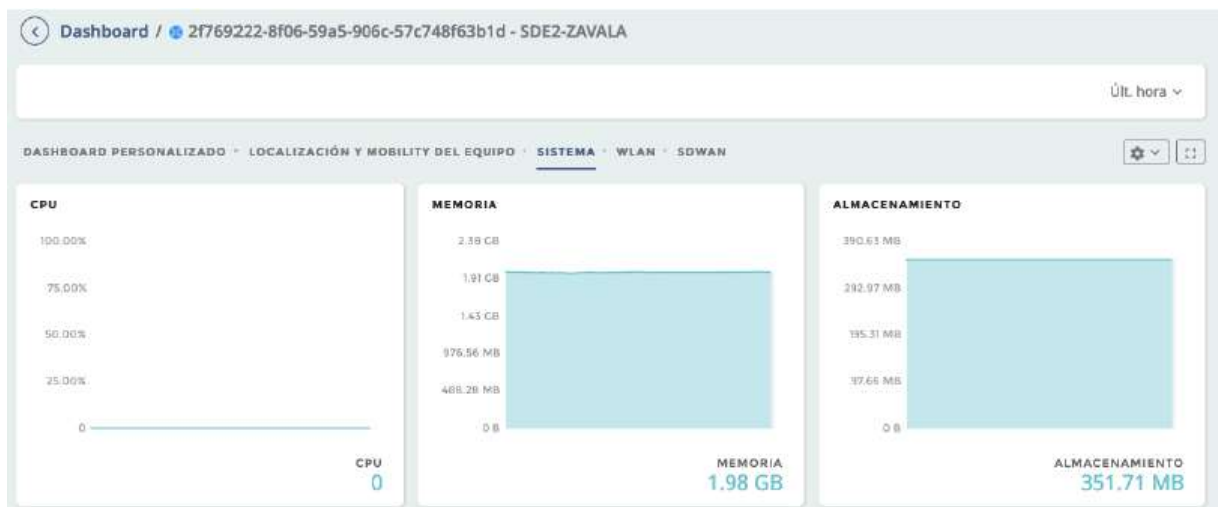 Dashboard / 2f769222-8f06-59a5-906c-57c748f63b1d - SDE2-ZAVALA
Últ. hora
DASHBOARD PERSONALIZADO LOCALIZACIÓN Y MOBILITY DEL EQUIPO SISTEMA WLAN SDWAN
CPU
100.00%
75.00%
50.00%
25.00%
0
CPU
0
MEMORIA
2.38 GB
1.91 GB
1.43 GB
976.56 MB
488.28 MB
0 B
MEMORIA
1.98 GB
ALMACENAMIENTO
390.63 MB
292.97 MB
195.31 MB
97.66 MB
0 B
ALMACENAMIENTO
351.71 MB